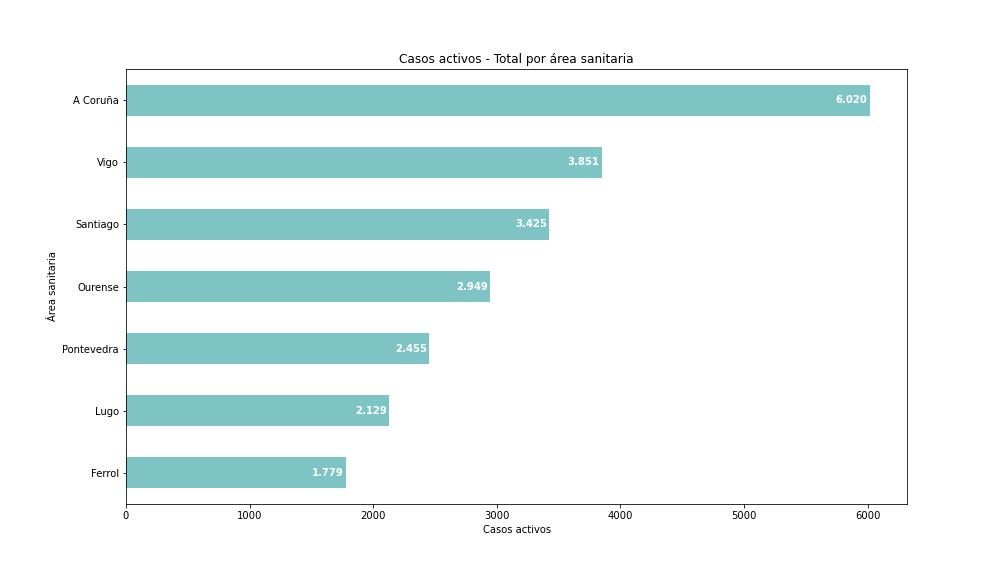 Casos activos - Total por área sanitaria
A Coruña
6.020
Vigo
3.851
Santiago
3.425
Ourense
2.949
Pontevedra
2.455
Lugo
2.129
Ferrol
1.779
Área sanitaria
0 1000 2000 3000 4000 5000 6000
Casos activos